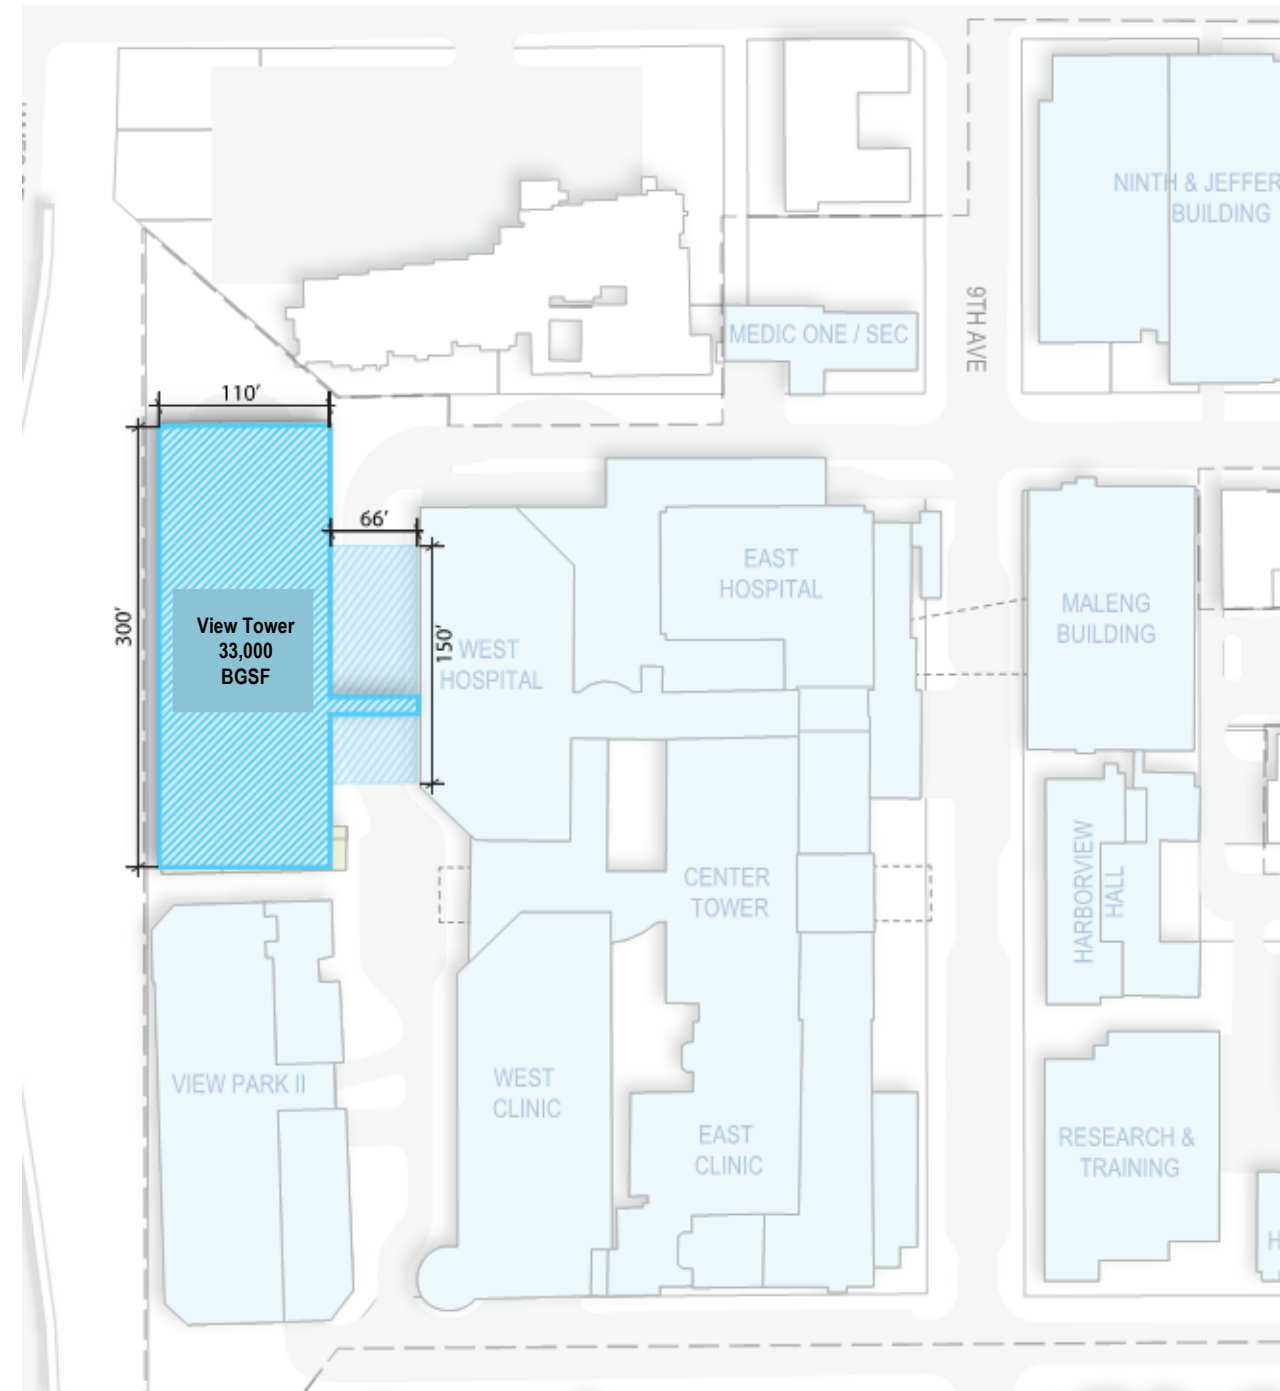 NINTH & JEFFER
BUILDING
9TH AVE
MEDIC ONE / SEC
110'
66'
EAST
HOSPITAL
MALENG
BUILDING
300'
View Tower
33,000
BGSF
150'
WEST
HOSPITAL
CENTER
TOWER
HARBORVIEW
HALL
VIEW PARK II
WEST
CLINIC
EAST
CLINIC
RESEARCH &
TRAINING
H